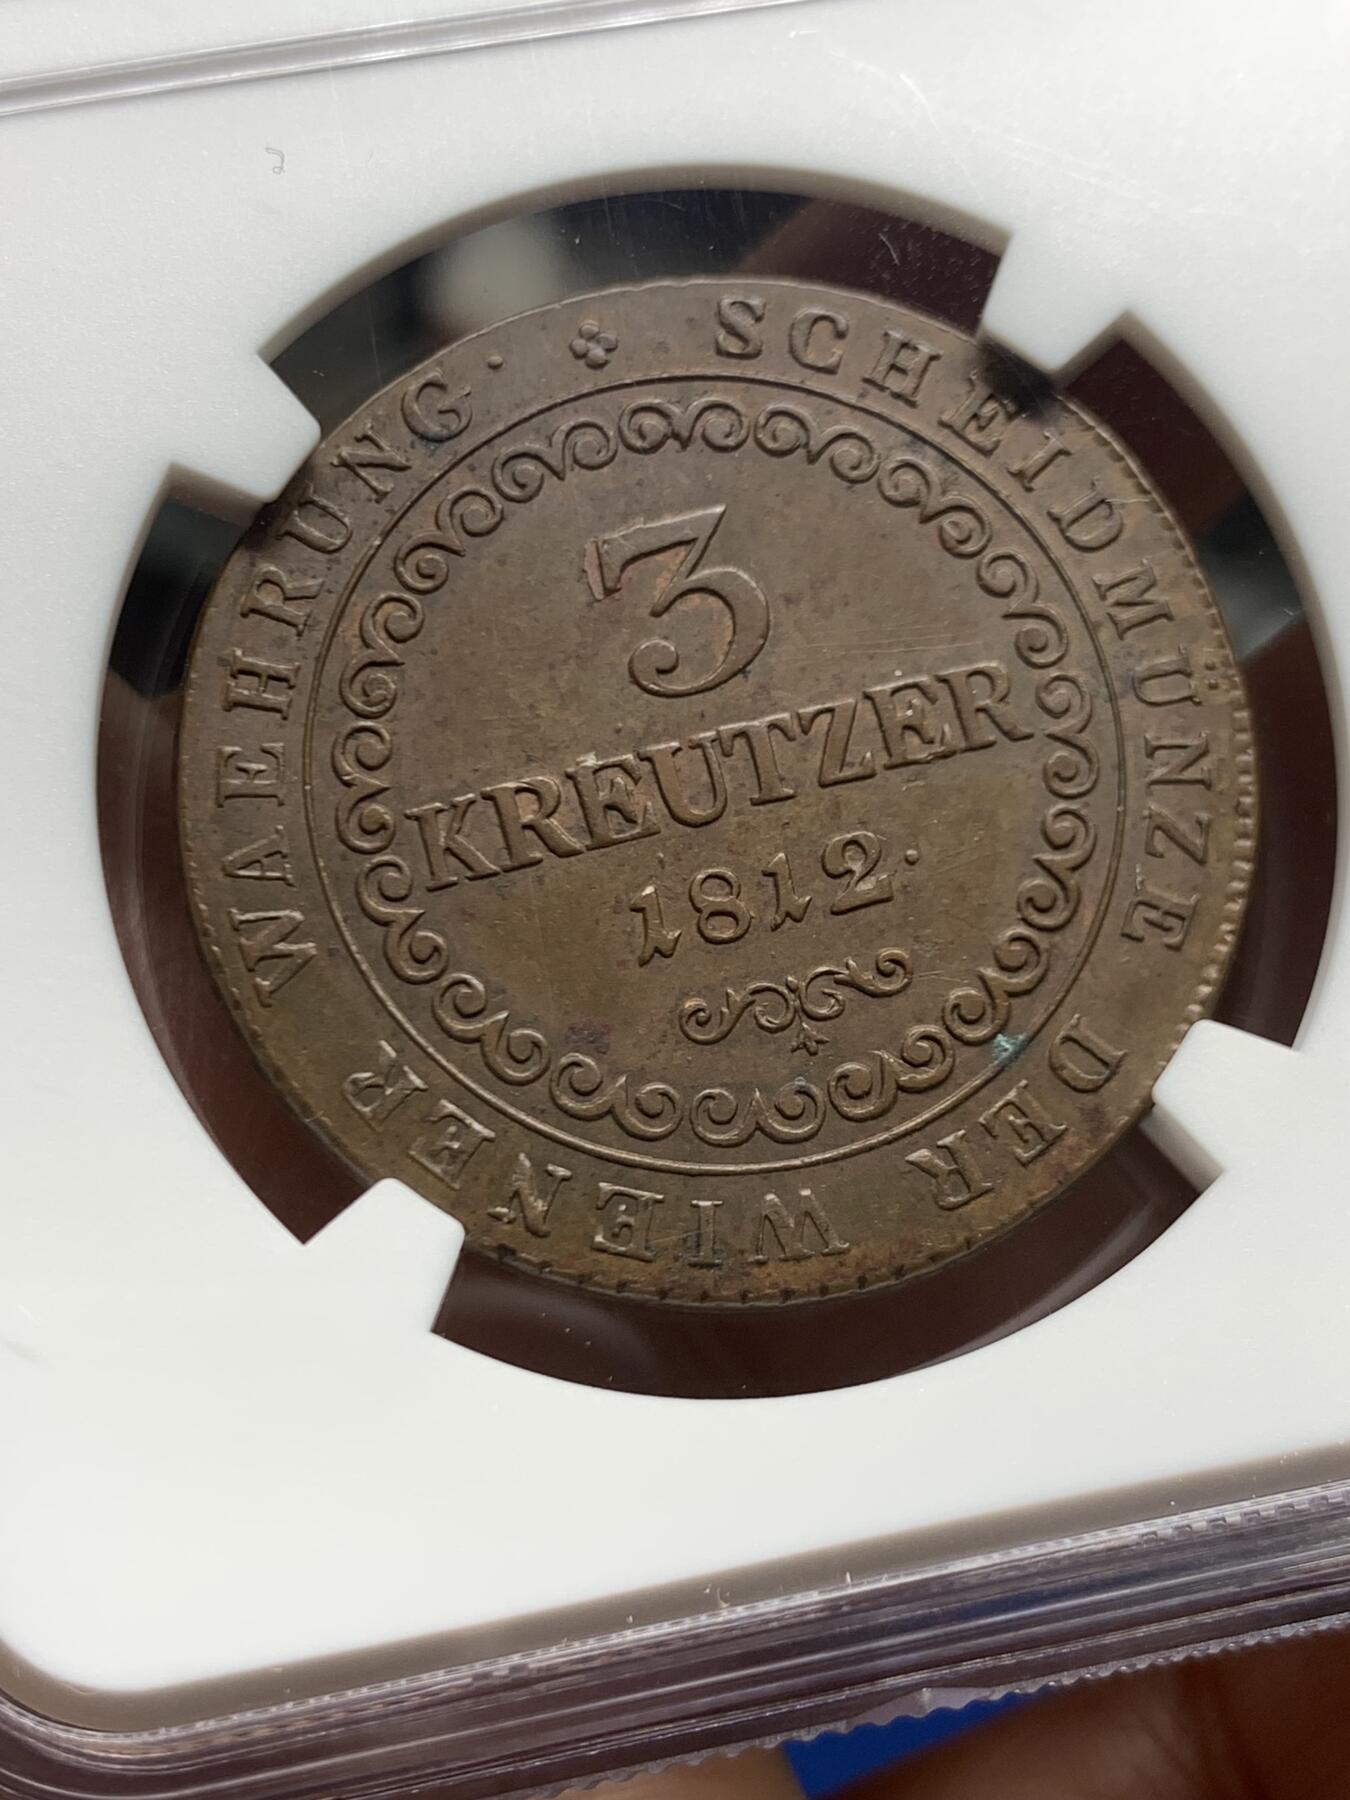 SCHEIDMÜNZE DER WIENER WAEHRUNG.
3
KREUTZER
1812.